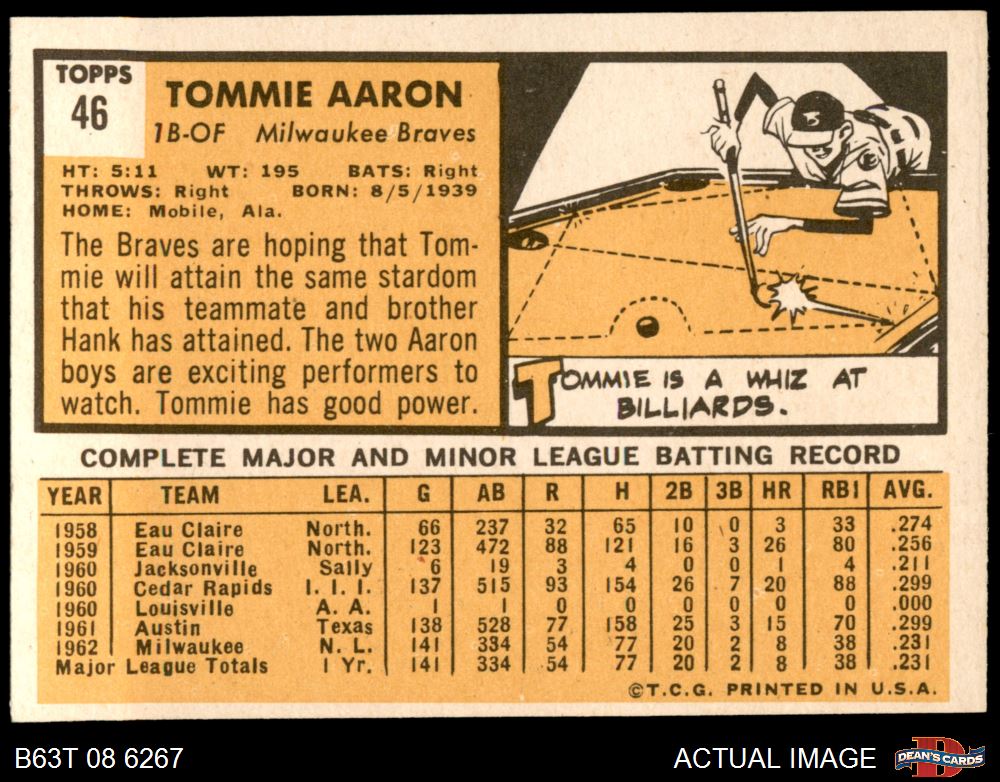 TOPPS
46
TOMMIE AARON
1B-OF Milwaukee Braves
HT: 5:11 WT: 195 BATS: Right
THROWS: Right BORN: 8/5/1939
HOME: Mobile, Ala.
The Braves are hoping that Tom-
mie will attain the same stardom
that his teammate and brother
Hank has attained. The two Aaron
boys are exciting performers to
watch. Tommie has good power.
TOMMIE IS A WHIZ AT
BILLIARDS.
COMPLETE MAJOR AND MINOR LEAGUE BATTING RECORD
YEAR TEAM LEA. G AB R H 2B 3B HR RBI AVG.
1958 Eau Claire North. 66 237 32 65 10 0 3 33 .274
1959 Eau Claire North. 123 472 88 121 16 3 26 80 .256
1960 Jacksonville Sally 6 19 3 4 0 0 1 4 .211
1960 Cedar Rapids I. I. I. 137 515 93 154 26 7 20 88 .299
1960 Louisville A. A. 1 1 0 0 0 0 0 0 .000
1961 Austin Texas 138 528 77 158 25 3 15 70 .299
1962 Milwaukee N. L. 141 334 54 77 20 2 8 38 .231
Major League Totals 1 Yr. 141 334 54 77 20 2 8 38 .231
©T.C.G. PRINTED IN U.S.A.
B63T 08 6267 ACTUAL IMAGE
D
DEAN'S CARDS